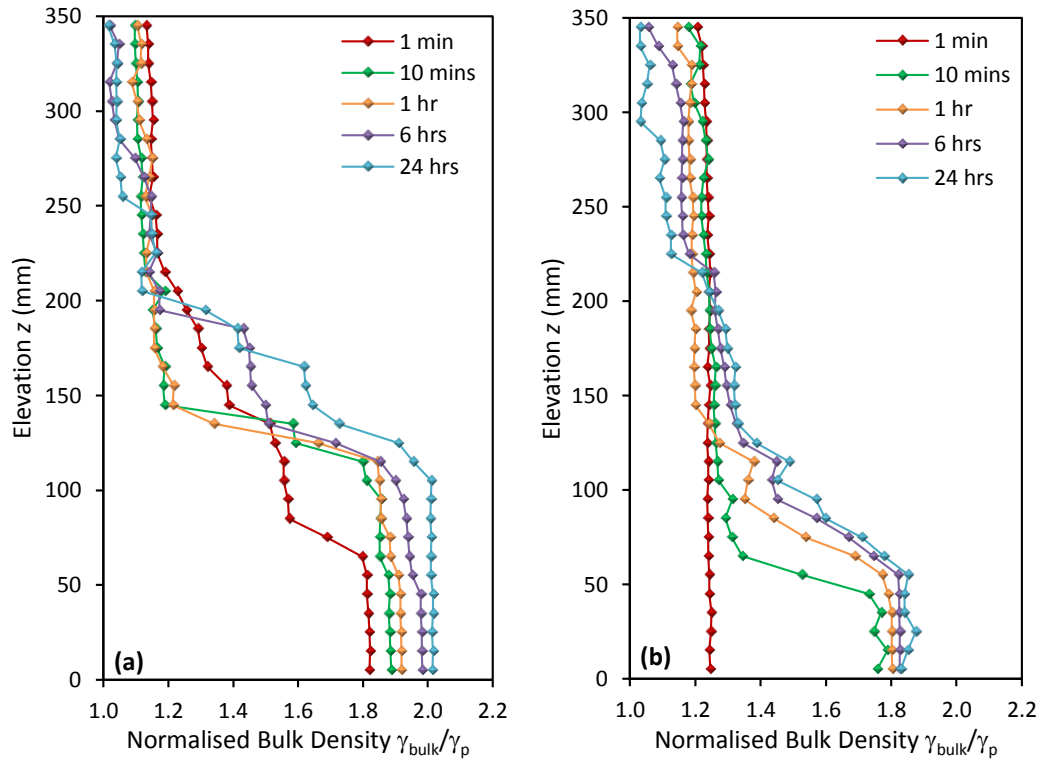 350
300
250
200
150
100
50
0
Elevation z (mm)
1 min
10 mins
1 hr
6 hrs
24 hrs
(a)
1.0 1.2 1.4 1.6 1.8 2.0 2.2
Normalised Bulk Density γbulk/γp
350
300
250
200
150
100
50
0
Elevation z (mm)
1 min
10 mins
1 hr
6 hrs
24 hrs
(b)
1.0 1.2 1.4 1.6 1.8 2.0 2.2
Normalised Bulk Density γbulk/γp